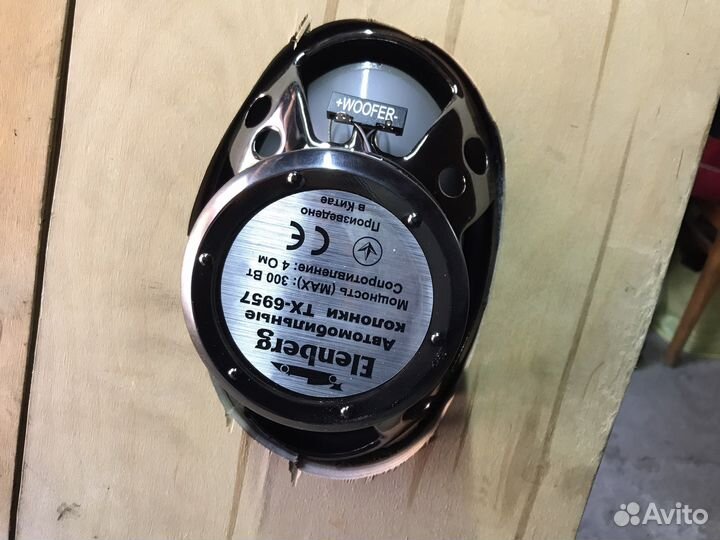 +WOOFER-
Elenberg
Автомобильные
колонки TX-6957
Мощность (MAX): 300 Вт
Сопротивление: 4 Ом
CE
Произведено
в Китае
Avito